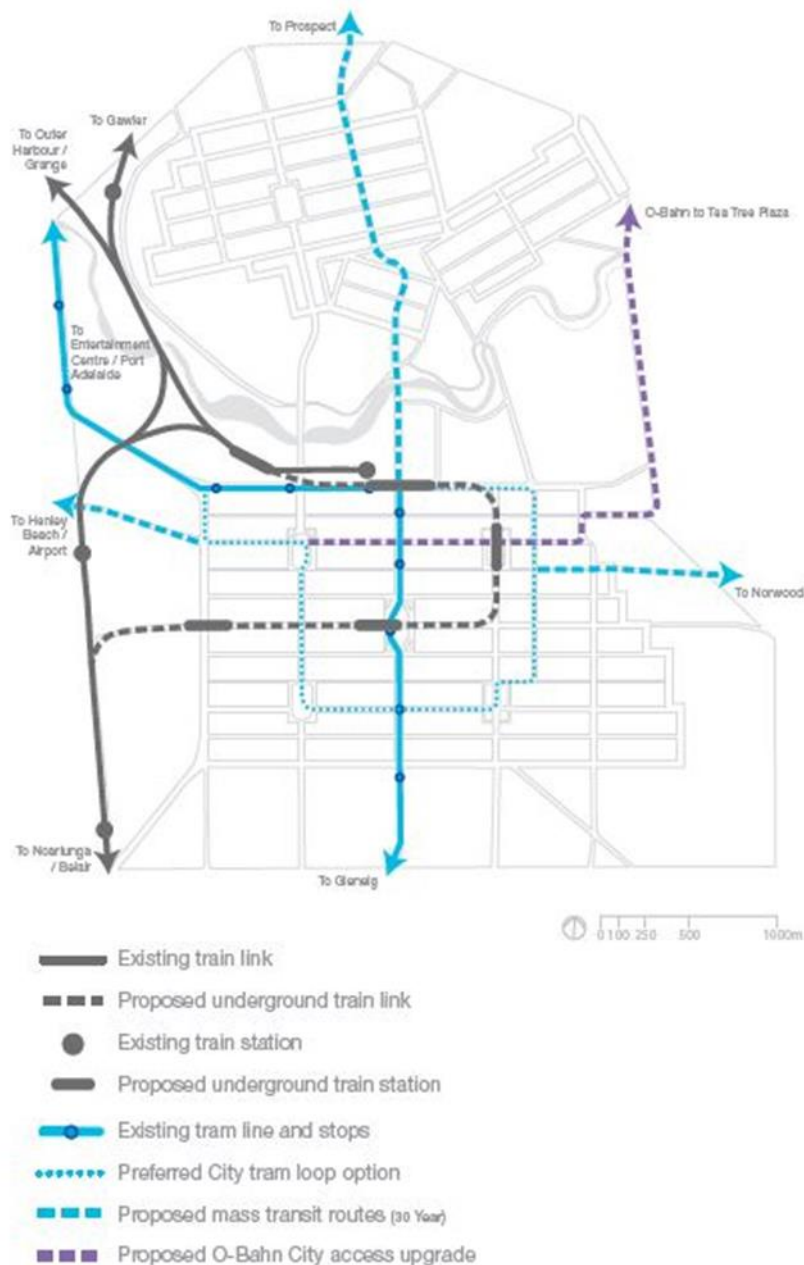 To Prospect
To Gawler
To Outer
Harbour /
Grange
O-Bahn to Tea Tree Plaza
To
Entertainment
Centre / Port
Adelaide
To Henley
Beach /
Airport
To Norwood
To Noarlunga
/ Belair
To Glenelg
0 100 250 500 1000m
Existing train link
Proposed underground train link
Existing train station
Proposed underground train station
Existing tram line and stops
Preferred City tram loop option
Proposed mass transit routes (30 Year)
Proposed O-Bahn City access upgrade